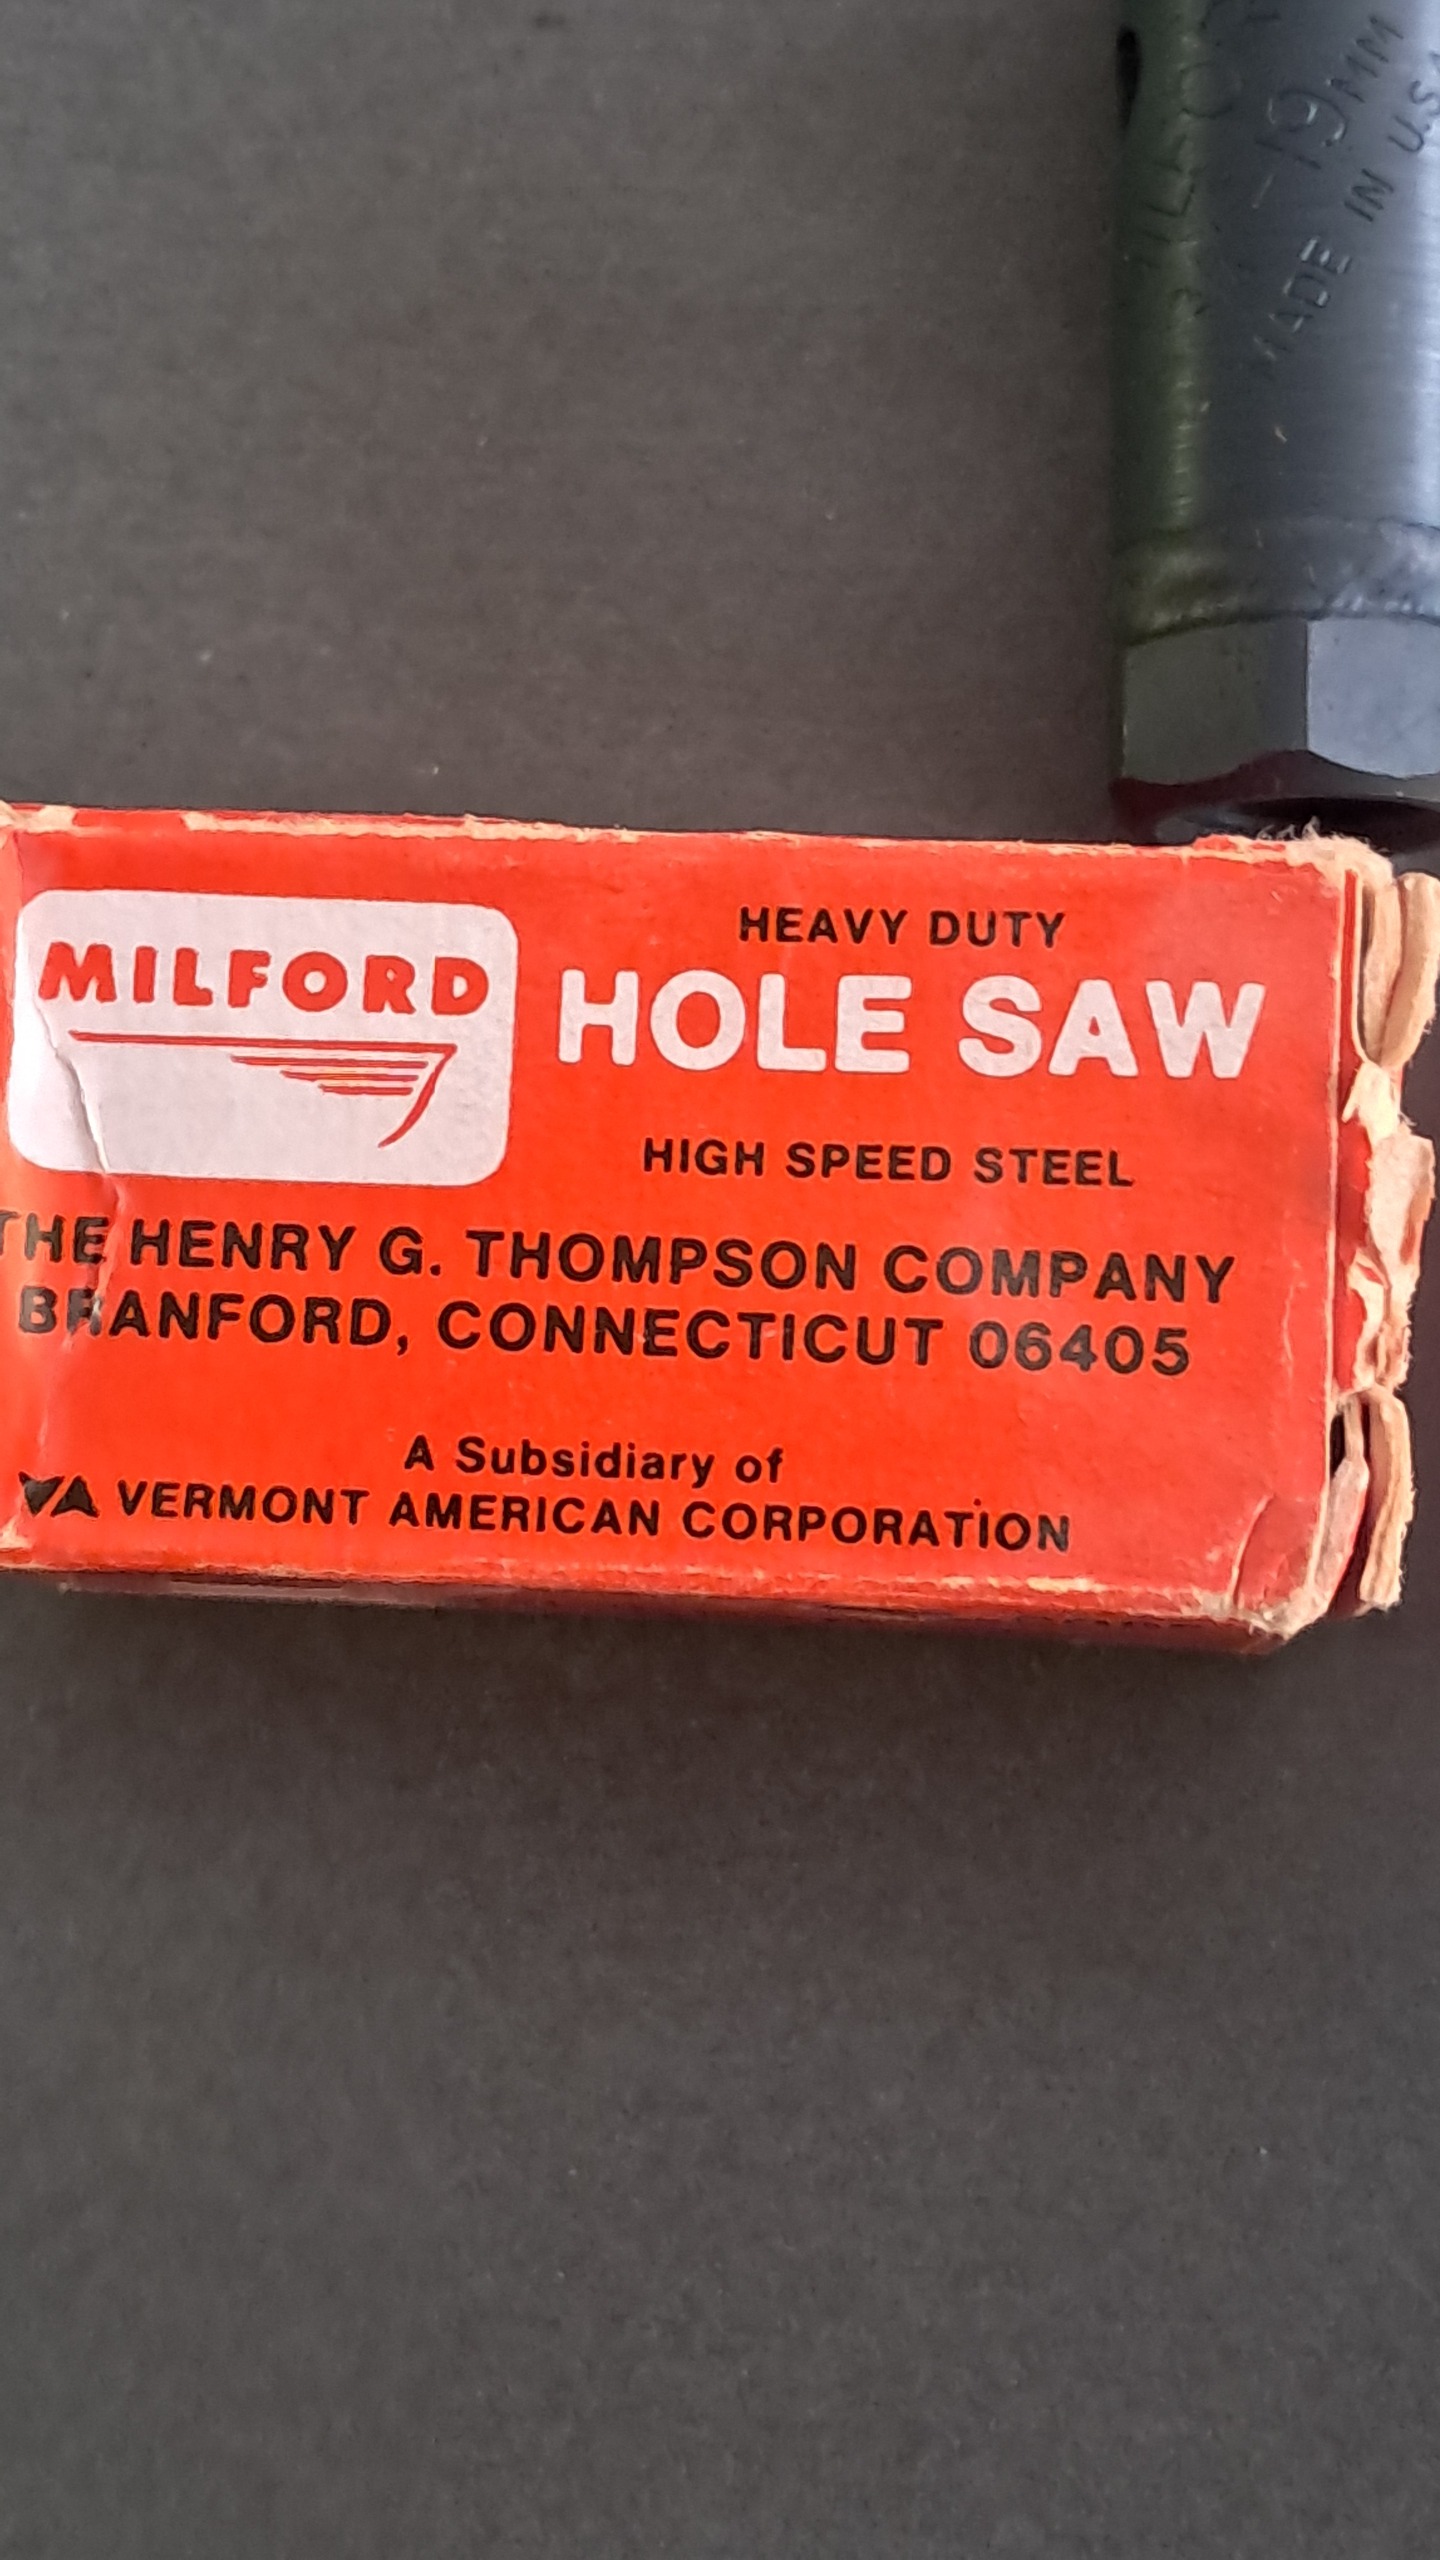 -19MM
MADE IN U.S.A
MILFORD
HEAVY DUTY
HOLE SAW
HIGH SPEED STEEL
THE HENRY G. THOMPSON COMPANY
BRANFORD, CONNECTICUT 06405
A Subsidiary of
VA VERMONT AMERICAN CORPORATION